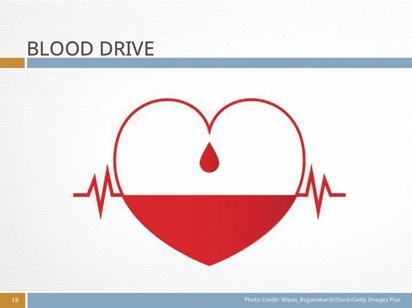 BLOOD DRIVE
18
Photo Credit: Wipas_Rojjanakard/iStock/Getty Images Plus